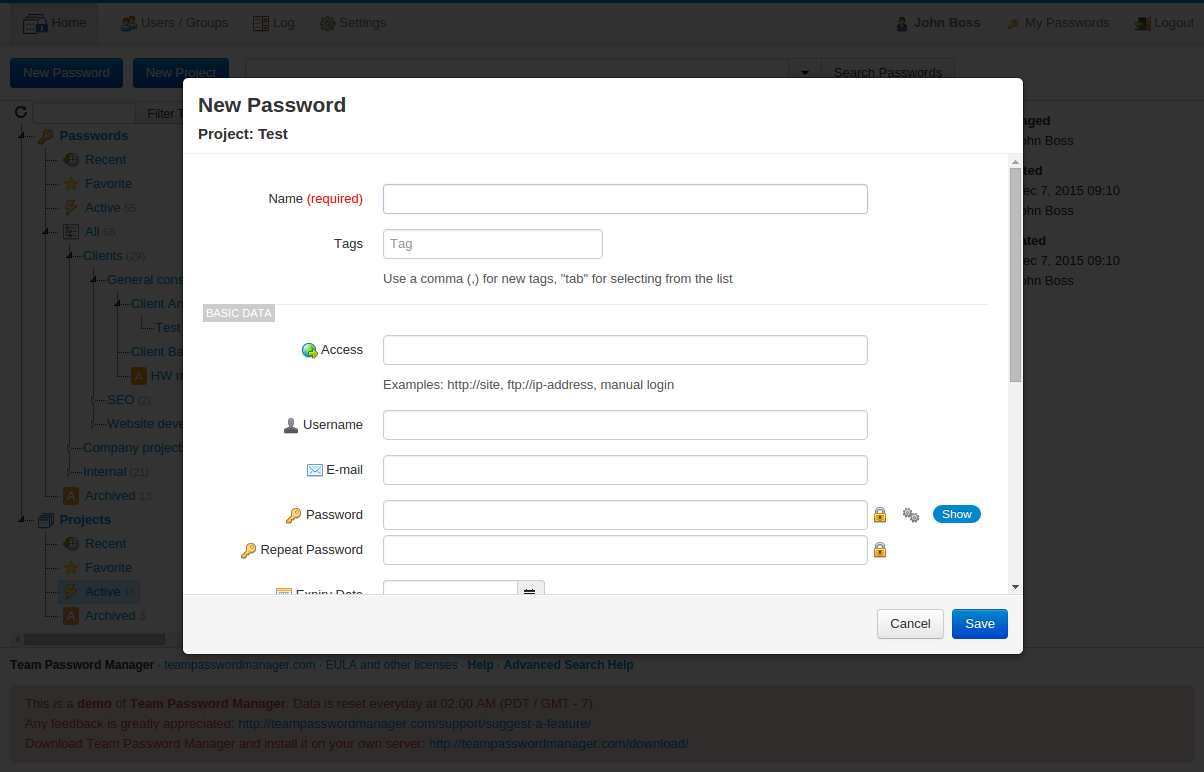 Home Users / Groups Log Settings John Boss My Passwords Logout
New Password New Project Search Passwords
New Password
Project: Test
Filter
Passwords
Recent
Favorite
Active 55
All 68
Clients (29)
General cons
Client An
Test
Client Ba
A HW m
SEO (2)
Website deve
Company project
Internal (21)
A Archived 13
Projects
Recent
Favorite
Active 16
A Archived 3
Name (required)
Tags Tag
Use a comma (,) for new tags, "tab" for selecting from the list
BASIC DATA
Access
Examples: http://site, ftp://ip-address, manual login
Username
E-mail
Password Show
Repeat Password
Expiry Date
Cancel Save
aged
ohn Boss
ted
ec 7, 2015 09:10
ohn Boss
ated
ec 7, 2015 09:10
ohn Boss
Team Password Manager · teampasswordmanager.com · EULA and other licenses · Help · Advanced Search Help
This is a demo of Team Password Manager. Data is reset everyday at 02:00 AM (PDT / GMT - 7).
Any feedback is greatly appreciated: http://teampasswordmanager.com/support/suggest-a-feature/
Download Team Password Manager and install it on your own server: http://teampasswordmanager.com/download/